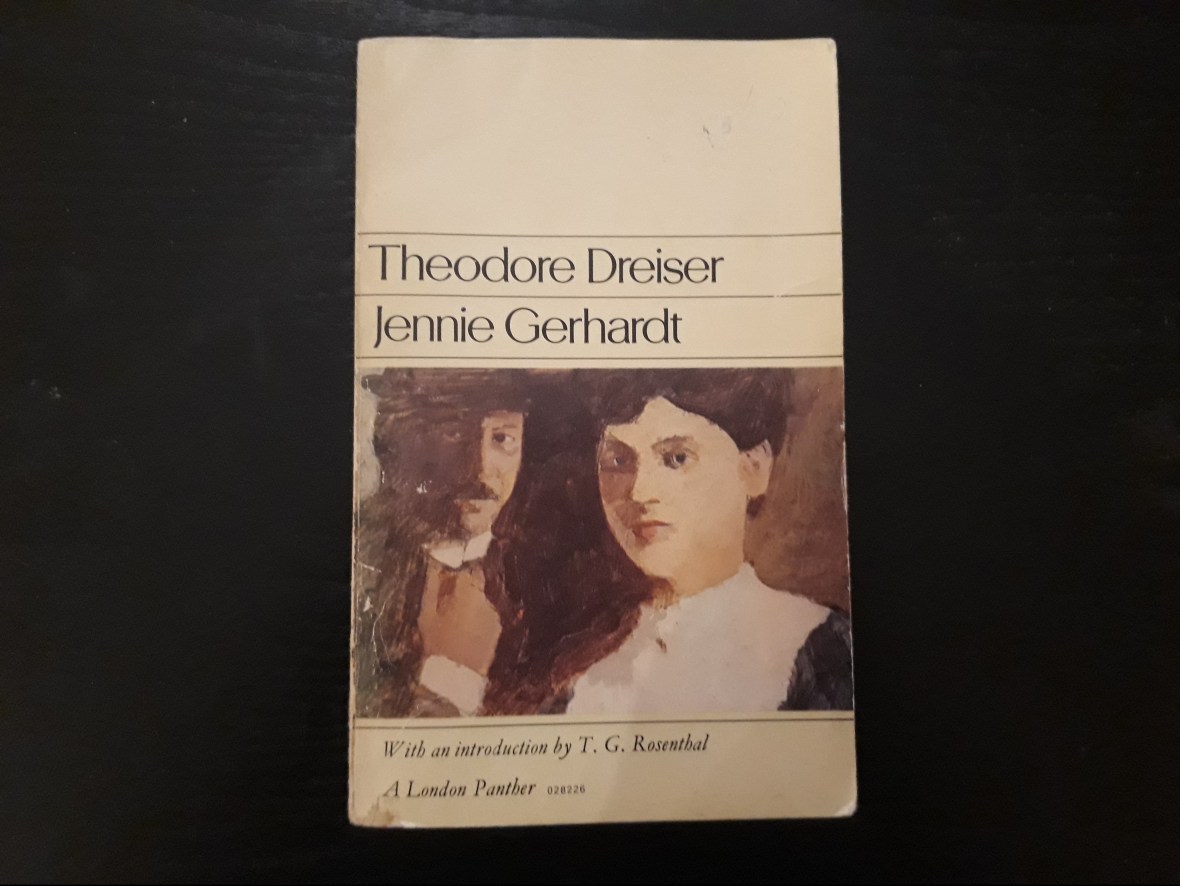 Theodore Dreiser
Jennie Gerhardt
With an introduction by T. G. Rosenthal
A London Panther 028226